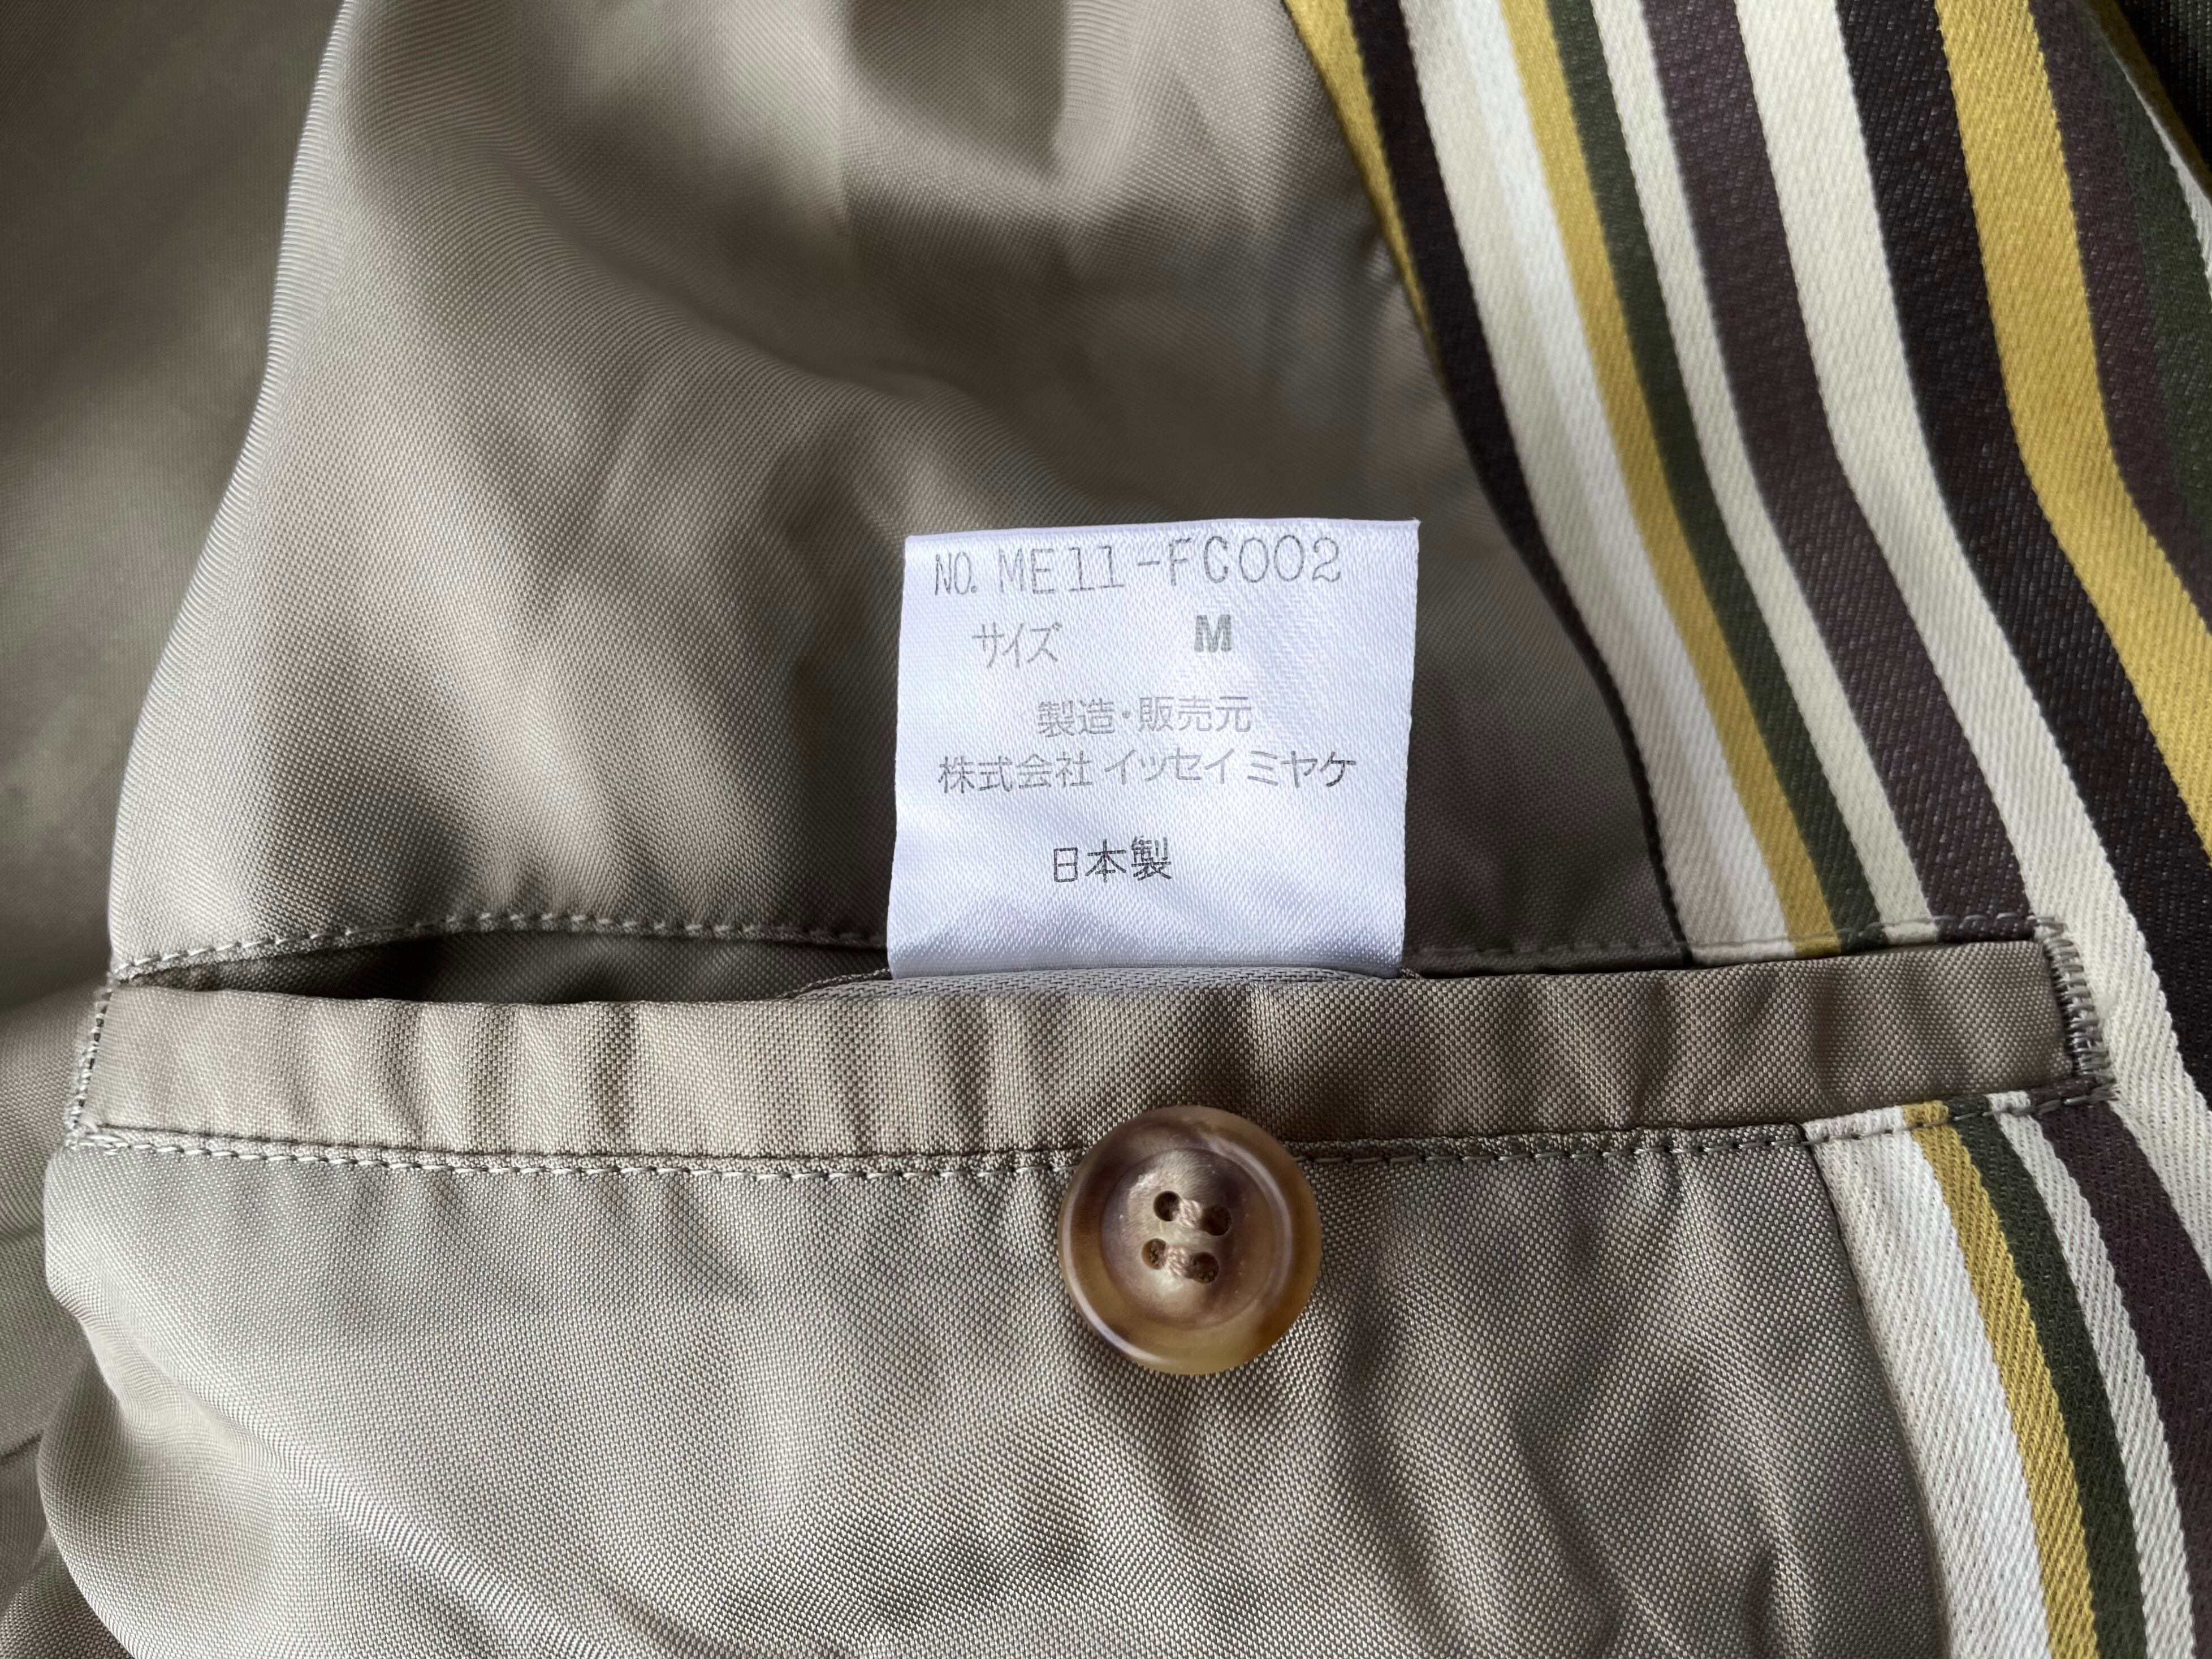 NO. ME11-FC002
サイズ M
製造・販売元
株式会社 イッセイ ミヤケ
日本製